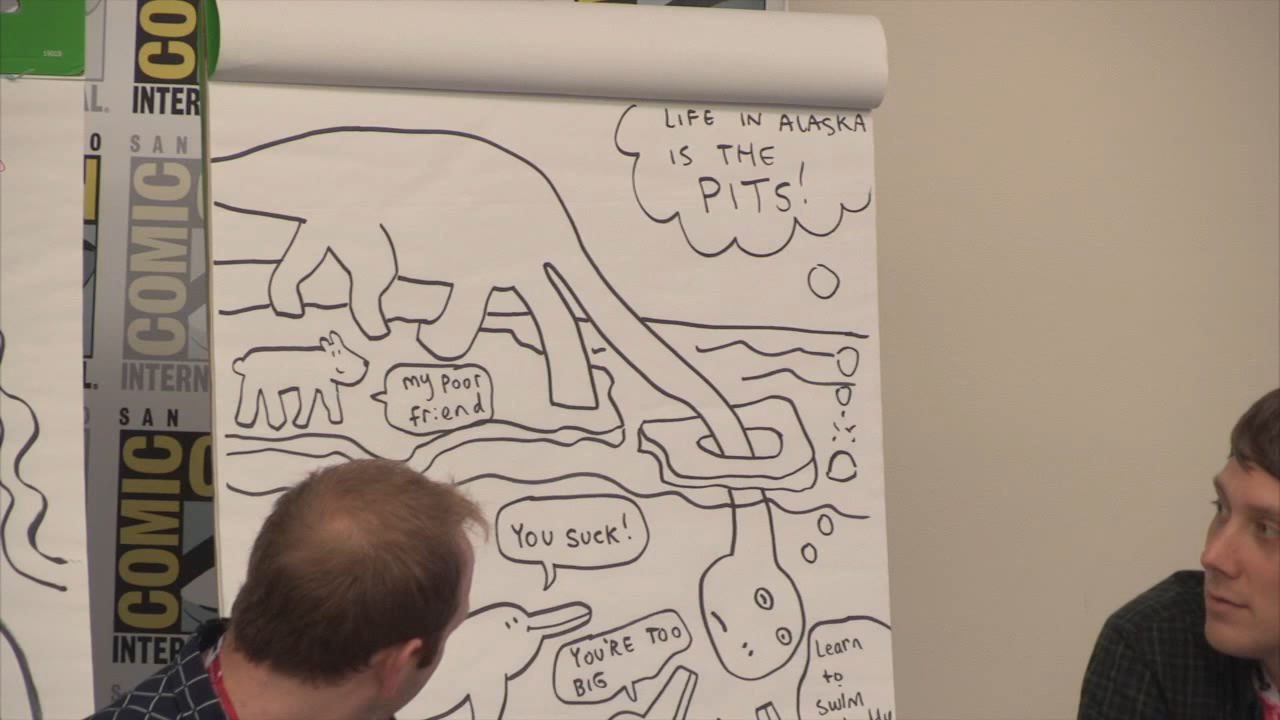 COMIC
INTER
SAN
COMIC
INTERN
SAN
COMIC
INTERN
LIFE IN ALASKA
IS THE
PITS!
my poor
friend
YOU SUCK!
YOU'RE TOO
BIG
Learn
to
SWIM